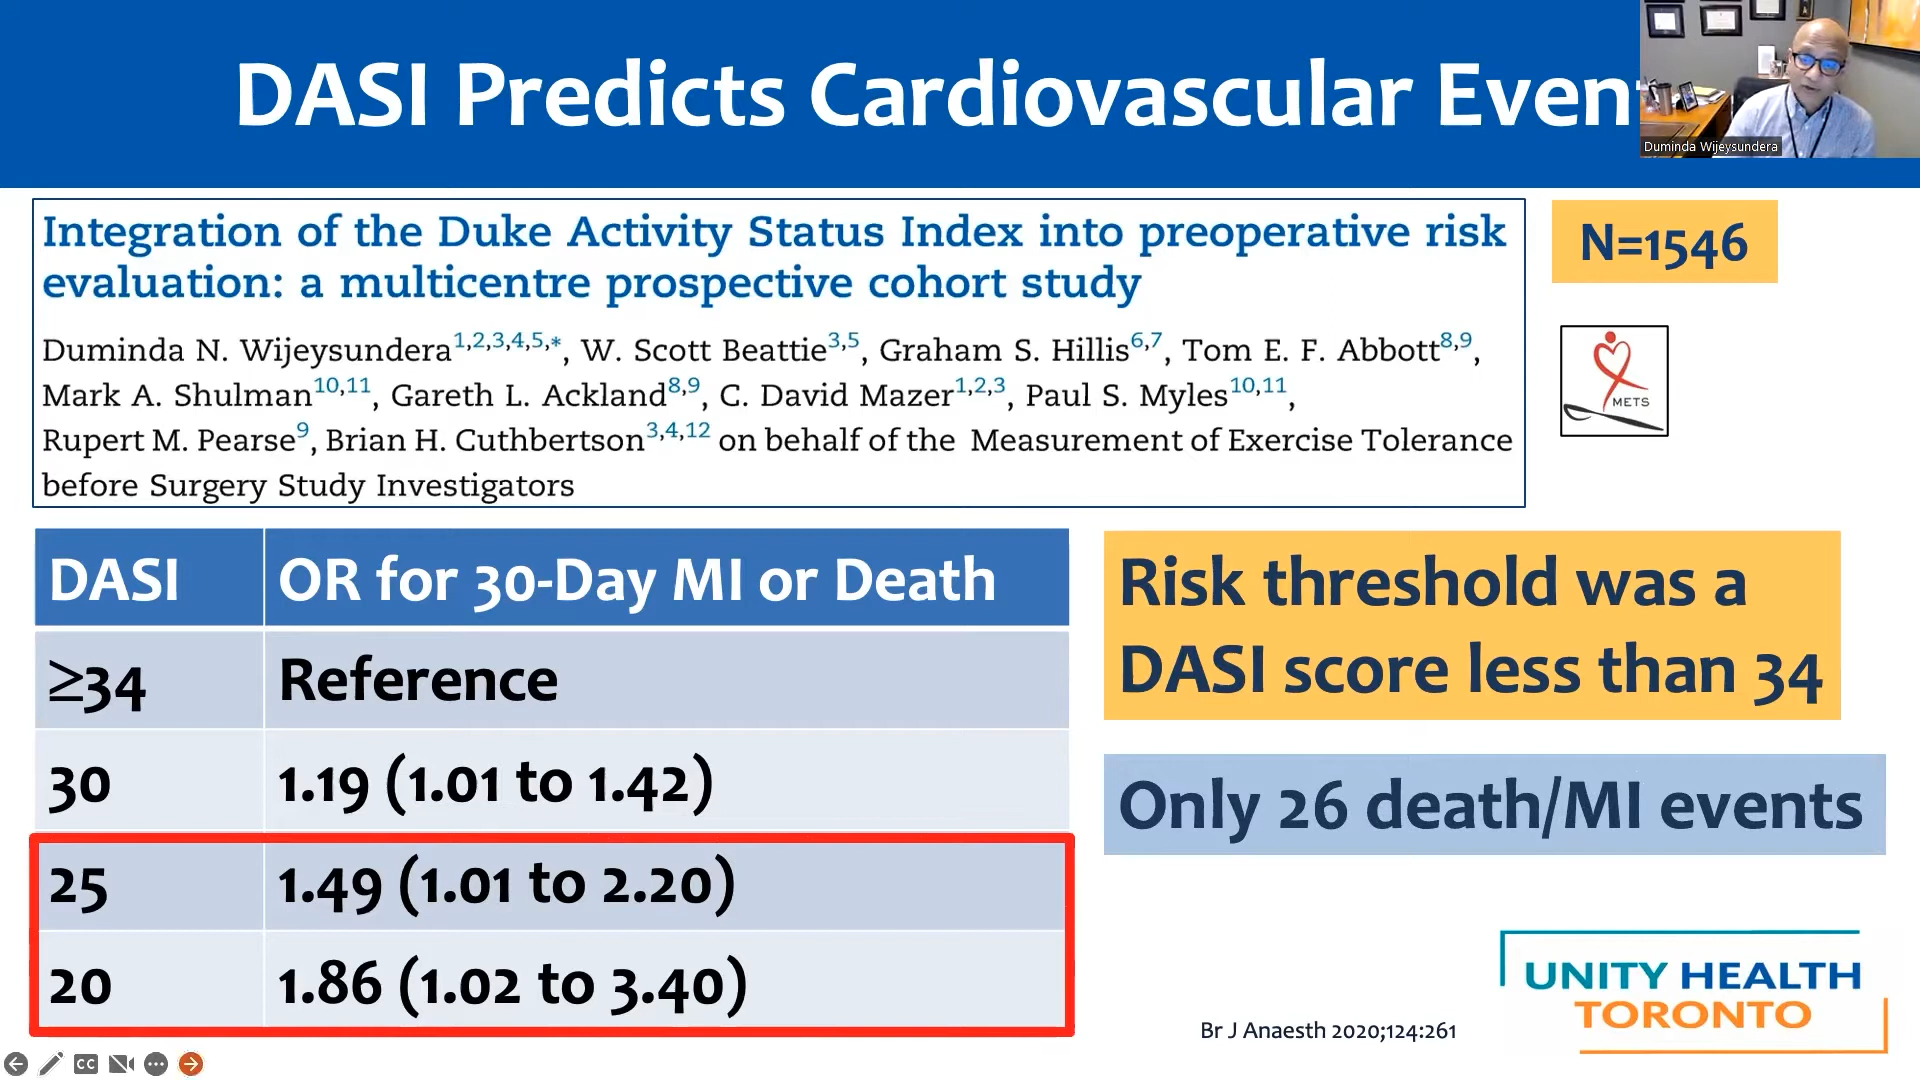 DASI Predicts Cardiovascular Even
Duminda Wijeysundera
Integration of the Duke Activity Status Index into preoperative risk
evaluation: a multicentre prospective cohort study
N=1546
Duminda N. Wijeysundera1,2,3,4,5,*, W. Scott Beattie3,5, Graham S. Hillis6,7, Tom E. F. Abbott8,9,
Mark A. Shulman10,11, Gareth L. Ackland8,9, C. David Mazer1,2,3, Paul S. Myles10,11,
Rupert M. Pearse9, Brian H. Cuthbertson3,4,12 on behalf of the Measurement of Exercise Tolerance
before Surgery Study Investigators
METS
DASI OR for 30-Day MI or Death
≥34 Reference
30 1.19 (1.01 to 1.42)
25 1.49 (1.01 to 2.20)
20 1.86 (1.02 to 3.40)
Risk threshold was a
DASI score less than 34
Only 26 death/MI events
UNITY HEALTH
TORONTO
Br J Anaesth 2020;124:261
CC